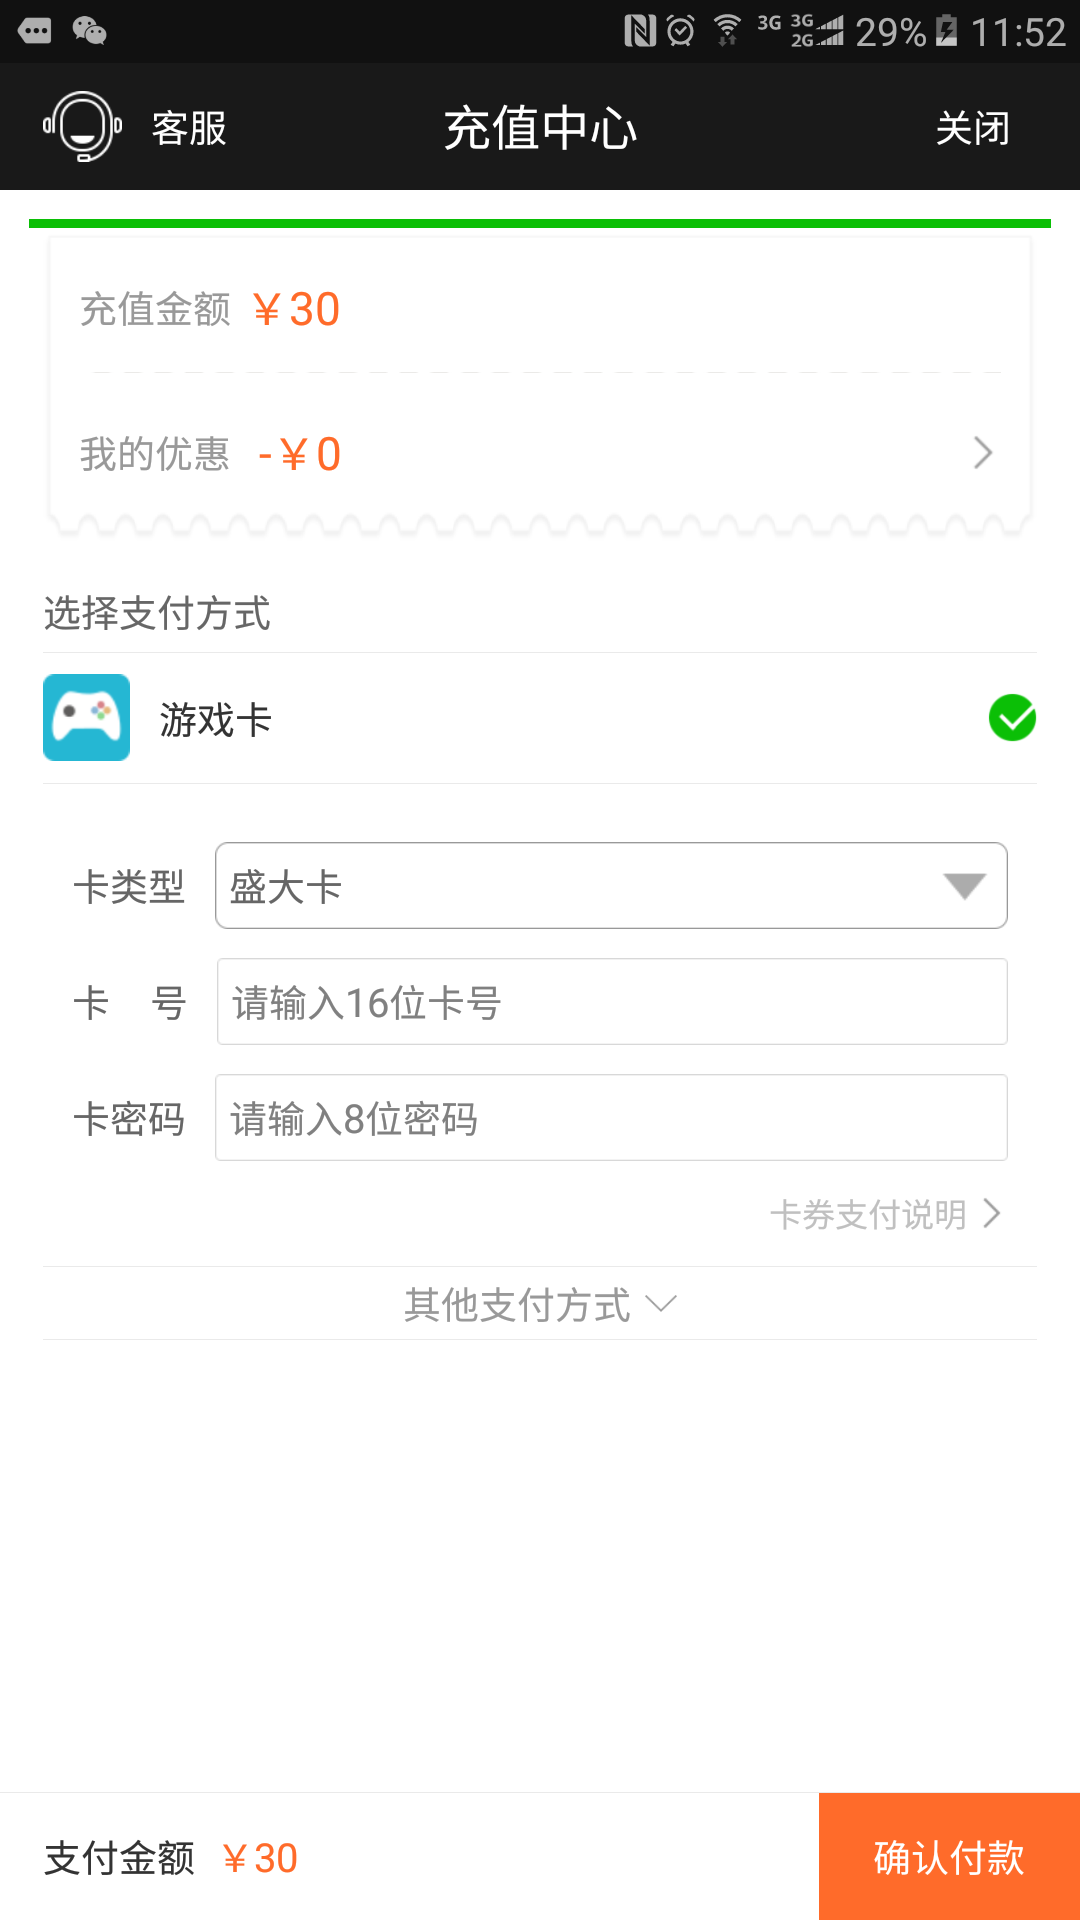 3G 3G 2G 29% 11:52
客服 充值中心 关闭
充值金额 ￥30
我的优惠 -￥0
选择支付方式
游戏卡
卡类型 盛大卡
卡 号 请输入16位卡号
卡密码 请输入8位密码
卡券支付说明
其他支付方式
支付金额 ￥30 确认付款